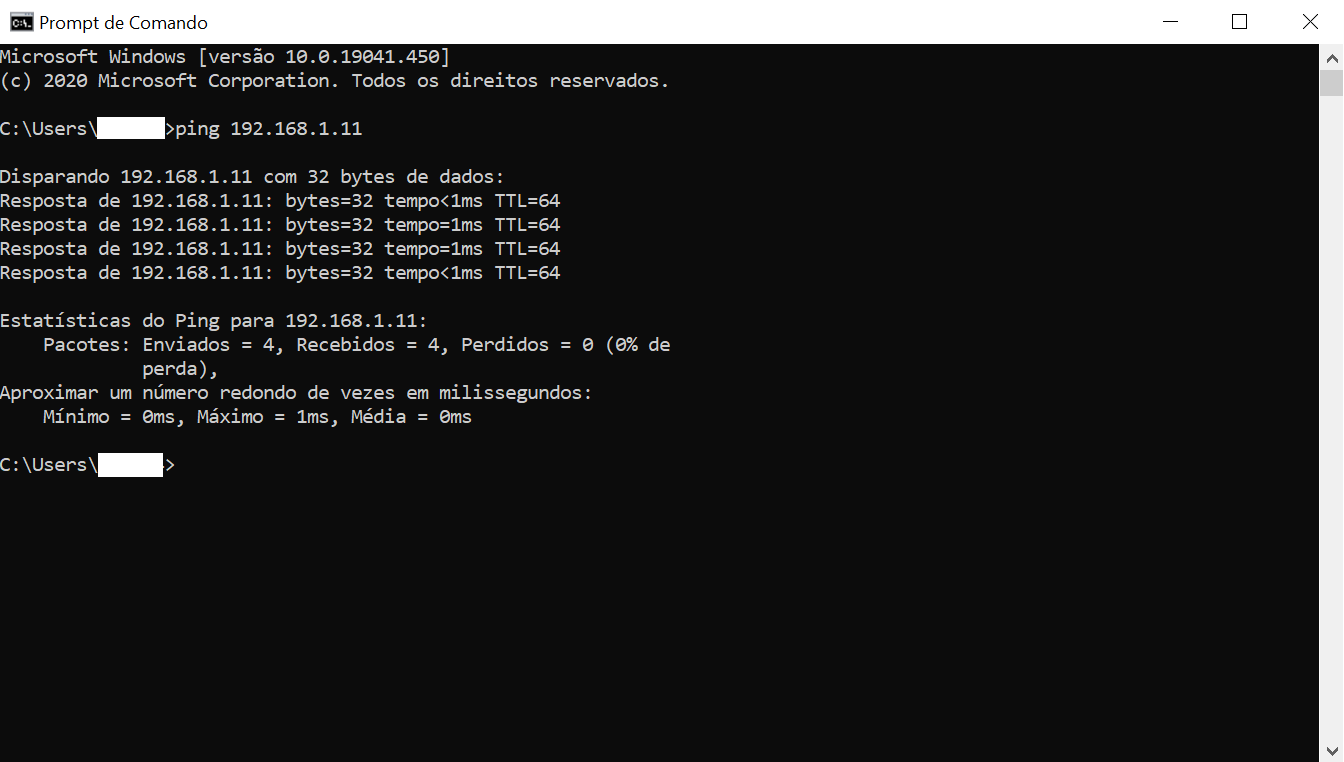 Prompt de Comando
Microsoft Windows [versão 10.0.19041.450]
(c) 2020 Microsoft Corporation. Todos os direitos reservados.
C:\Users\>ping 192.168.1.11
Disparando 192.168.1.11 com 32 bytes de dados:
Resposta de 192.168.1.11: bytes=32 tempo<1ms TTL=64
Resposta de 192.168.1.11: bytes=32 tempo=1ms TTL=64
Resposta de 192.168.1.11: bytes=32 tempo=1ms TTL=64
Resposta de 192.168.1.11: bytes=32 tempo<1ms TTL=64
Estatísticas do Ping para 192.168.1.11:
Pacotes: Enviados = 4, Recebidos = 4, Perdidos = 0 (0% de
perda),
Aproximar um número redondo de vezes em milissegundos:
Mínimo = 0ms, Máximo = 1ms, Média = 0ms
C:\Users\>